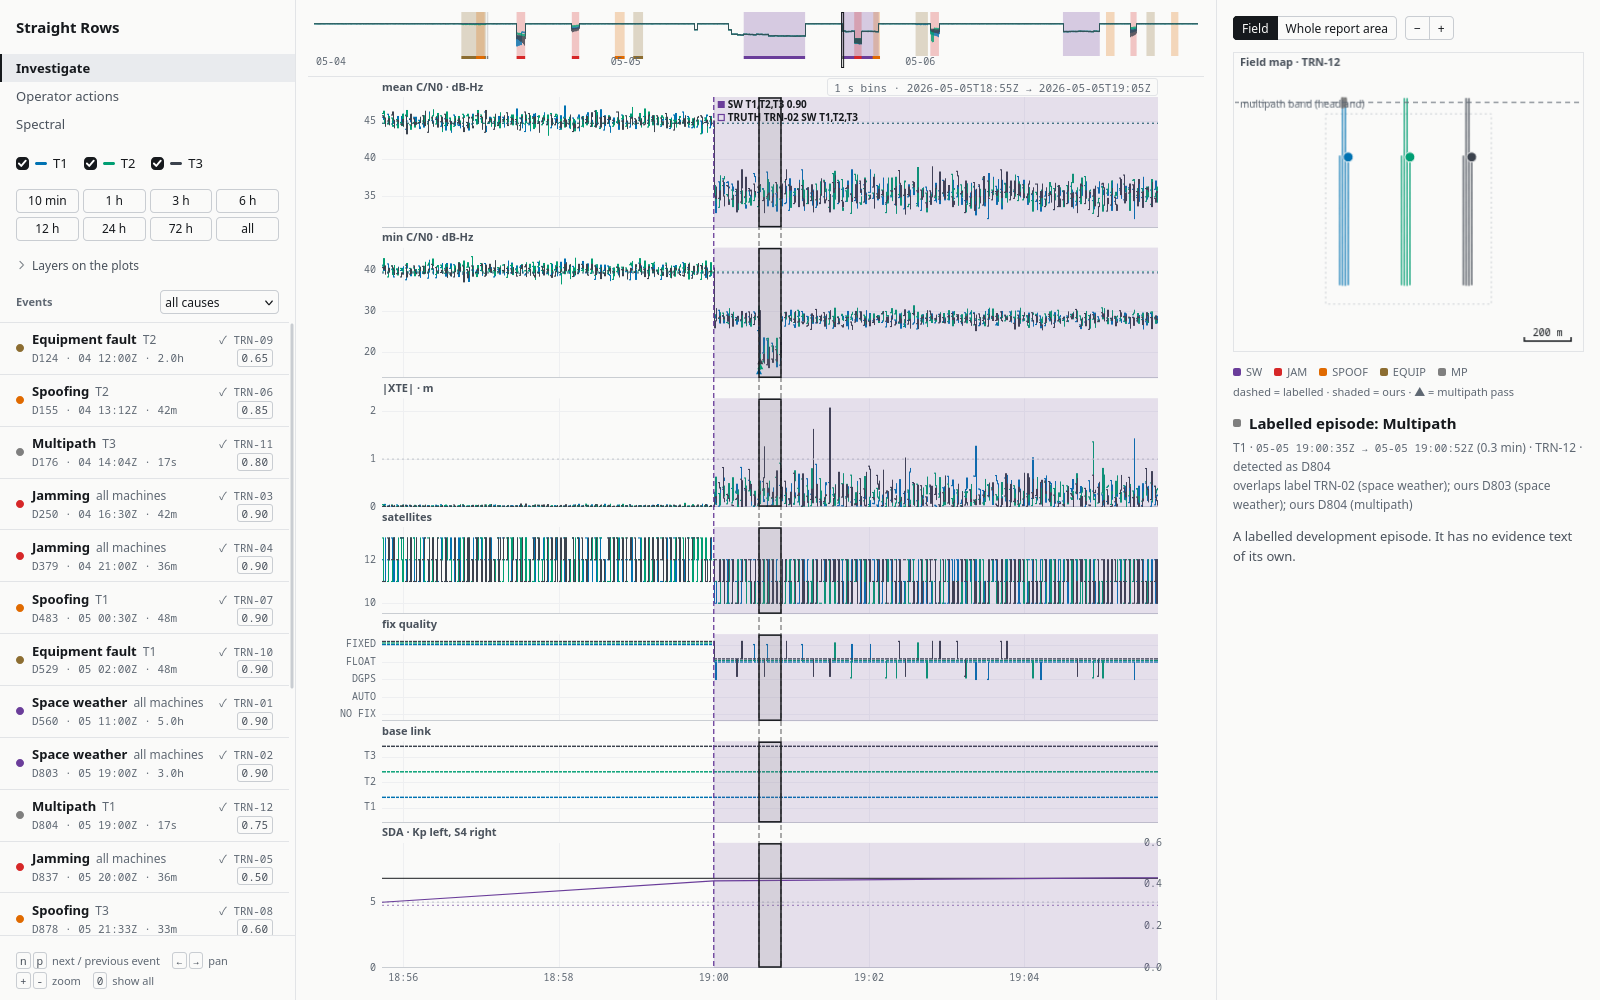 Straight Rows
Investigate
Operator actions
Spectral
T1 T2 T3
10 min 1 h 3 h 6 h
12 h 24 h 72 h all
Layers on the plots
Events all causes
Equipment fault T2 ✓ TRN-09
D124 · 04 12:00Z · 2.0h 0.65
Spoofing T2 ✓ TRN-06
D155 · 04 13:12Z · 42m 0.85
Multipath T3 ✓ TRN-11
D176 · 04 14:04Z · 17s 0.80
Jamming all machines ✓ TRN-03
D250 · 04 16:30Z · 42m 0.90
Jamming all machines ✓ TRN-04
D379 · 04 21:00Z · 36m 0.90
Spoofing T1 ✓ TRN-07
D483 · 05 00:30Z · 48m 0.90
Equipment fault T1 ✓ TRN-10
D529 · 05 02:00Z · 48m 0.90
Space weather all machines ✓ TRN-01
D560 · 05 11:00Z · 5.0h 0.90
Space weather all machines ✓ TRN-02
D803 · 05 19:00Z · 3.0h 0.90
Multipath T1 ✓ TRN-12
D804 · 05 19:00Z · 17s 0.75
Jamming all machines ✓ TRN-05
D837 · 05 20:00Z · 36m 0.50
Spoofing T3 ✓ TRN-08
D878 · 05 21:33Z · 33m 0.60
n p next / previous event ← → pan
+ - zoom 0 show all
05-04 05-05 05-06
mean C/N0 · dB-Hz
1 s bins · 2026-05-05T18:55Z → 2026-05-05T19:05Z
SW T1,T2,T3 0.90
TRUTH TRN-02 SW T1,T2,T3
45
40
35
min C/N0 · dB-Hz
40
30
20
|XTE| · m
2
1
0
satellites
12
10
fix quality
FIXED
FLOAT
DGPS
AUTO
NO FIX
base link
T3
T2
T1
SDA · Kp left, S4 right
0.6
0.4
5
0.2
0 0.0
18:56 18:58 19:00 19:02 19:04
Field Whole report area − +
Field map · TRN-12
multipath band (headland)
200 m
SW JAM SPOOF EQUIP MP
dashed = labelled · shaded = ours · ▲ = multipath pass
Labelled episode: Multipath
T1 · 05-05 19:00:35Z → 05-05 19:00:52Z (0.3 min) · TRN-12 ·
detected as D804
overlaps label TRN-02 (space weather); ours D803 (space
weather); ours D804 (multipath)
A labelled development episode. It has no evidence text
of its own.